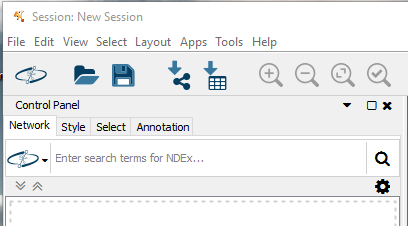 Session: New Session
File Edit View Select Layout Apps Tools Help
Control Panel
Network Style Select Annotation
Enter search terms for NDEx...